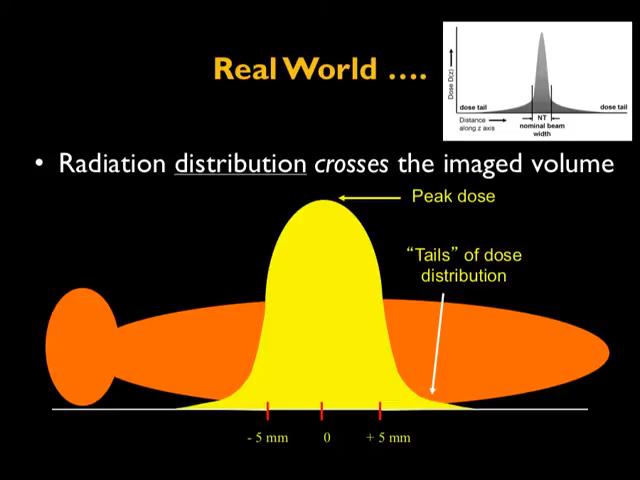 Real World ….
Dose D(z)
dose tail
dose tail
Distance
along z axis
NT
nominal beam
width
• Radiation distribution crosses the imaged volume
Peak dose
“Tails” of dose
distribution
- 5 mm
0
+ 5 mm